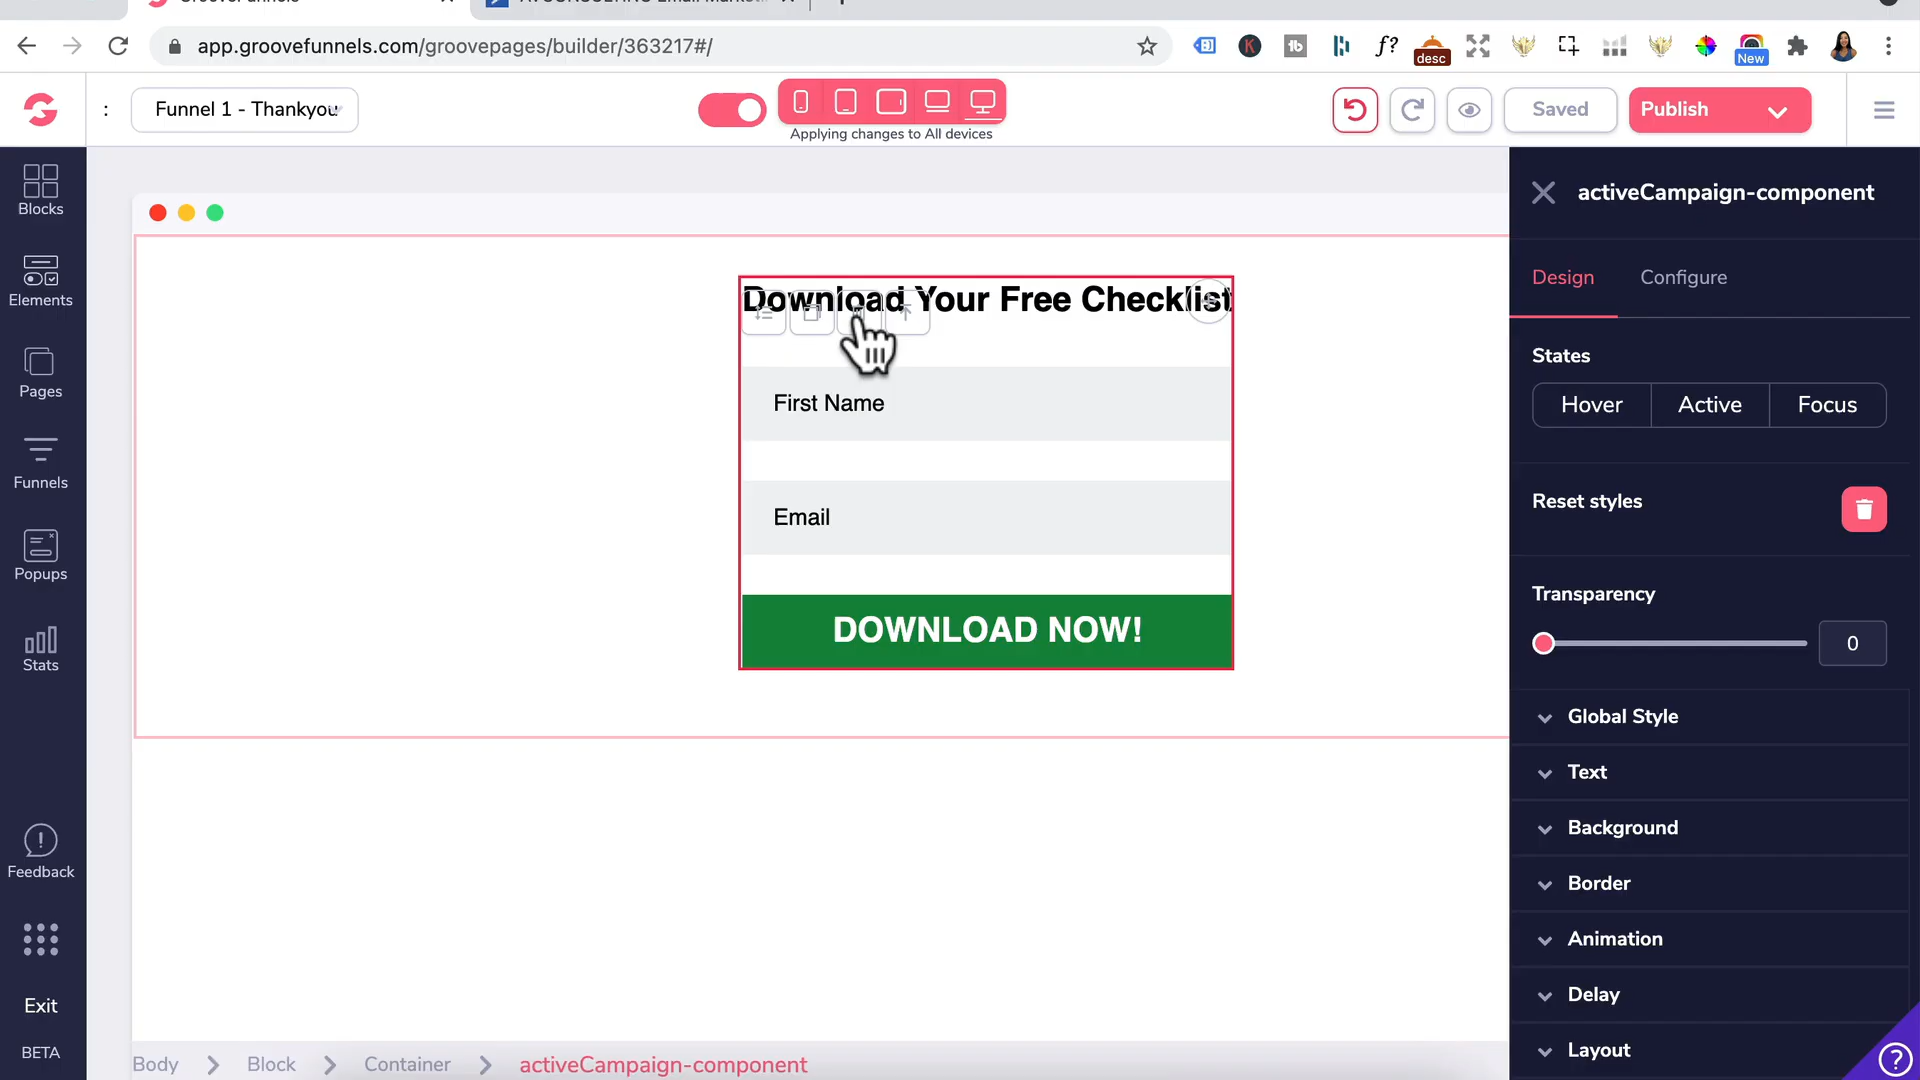 app.groovefunnels.com/groovepages/builder/363217#/
desc
New
Funnel 1 - Thankyou
Applying changes to All devices
Saved
Publish
Blocks
Elements
Pages
Funnels
Popups
Stats
Feedback
Exit
BETA
Download Your Free Checklist
First Name
Email
DOWNLOAD NOW!
Body
Block
Container
activeCampaign-component
activeCampaign-component
Design
Configure
States
Hover
Active
Focus
Reset styles
Transparency
0
Global Style
Text
Background
Border
Animation
Delay
Layout